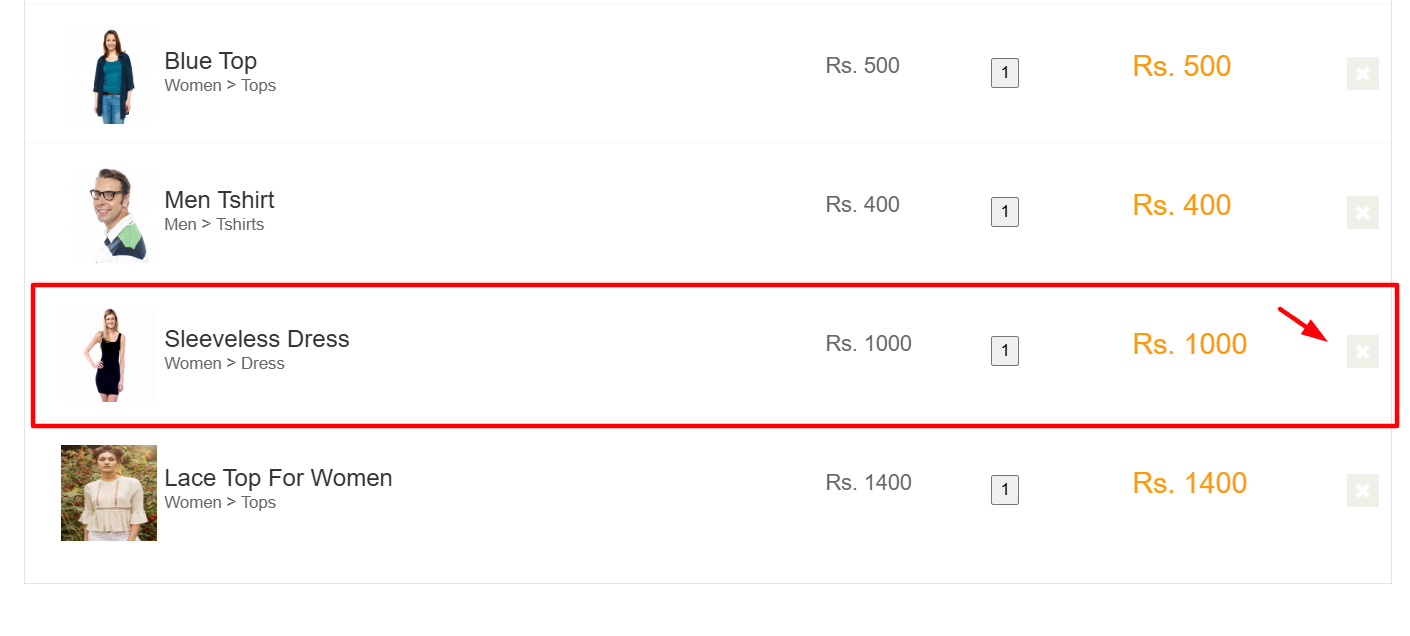 Blue Top
Women > Tops
Rs. 500
1
Rs. 500
Men Tshirt
Men > Tshirts
Rs. 400
1
Rs. 400
Sleeveless Dress
Women > Dress
Rs. 1000
1
Rs. 1000
Lace Top For Women
Women > Tops
Rs. 1400
1
Rs. 1400